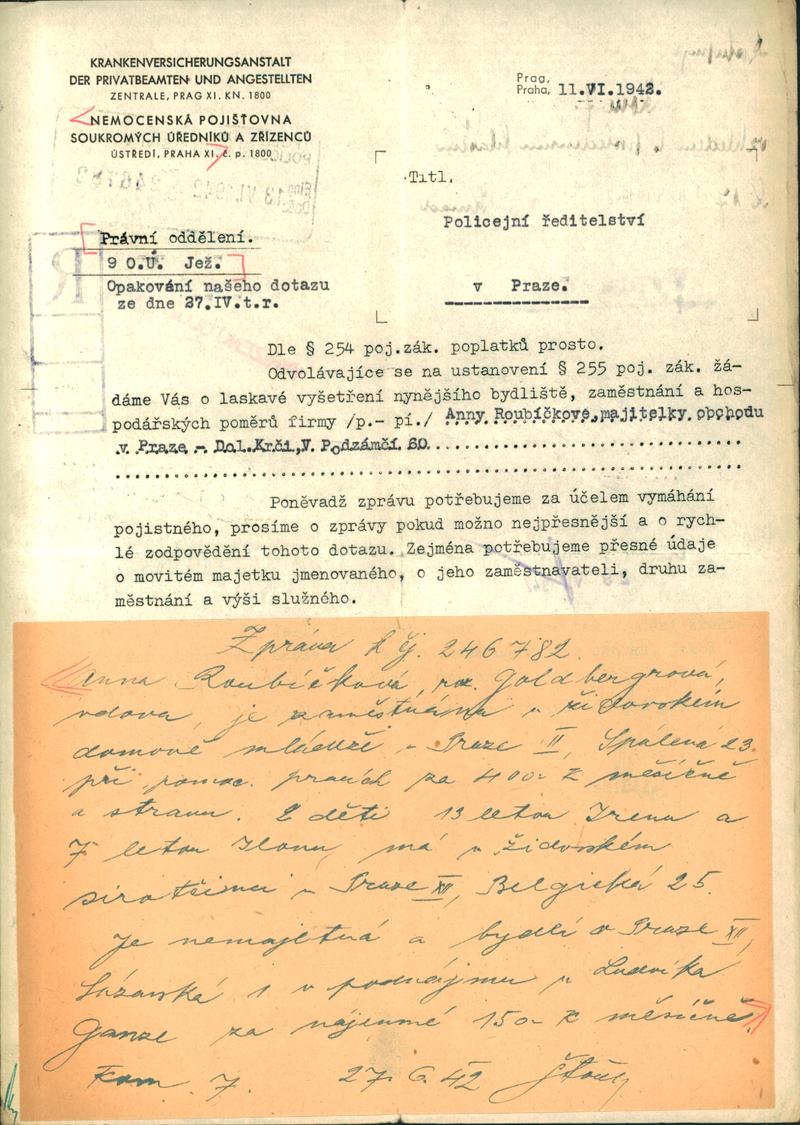 KRANKENVERSICHERUNGSANSTALT
DER PRIVATBEAMTEN UND ANGESTELLTEN
ZENTRALE, PRAG XI. KN. 1800
NEMOCENSKÁ POJIŠŤOVNA
SOUKROMÝCH ÚŘEDNÍKŮ A ZŘÍZENCŮ
ÚSTŘEDÍ, PRAHA XI. č. p. 1800
Prag,
Praha, 11.VI.1942.
Titl.
Policejní ředitelství
v Praze.
Právní oddělení.
9 O.Ú. Jež.
Opakování našeho dotazu
ze dne 27.IV.t.r.
Dle § 254 poj.zák. poplatků prosto.
Odvolávajíce se na ustanovení § 255 poj. zák. žá-
dáme Vás o laskavé vyšetření nynějšího bydliště, zaměstnání a hos-
podářských poměrů firmy /p.- pí./ Anny Roubíčkové,majitelky obchodu
v Praze - Dol.Krči,V Podzámčí 60
Poněvadž zprávu potřebujeme za účelem vymáhání
pojistného, prosíme o zprávy pokud možno nejpřesnější a o rych-
lé zodpovědění tohoto dotazu. Zejména potřebujeme přesné údaje
o movitém majetku jmenovaného, o jeho zaměstnavateli, druhu za-
městnání a výši služného.
Zpráva k čj. 246782.
Anna Roubíčková, roz. Goldbergrová,
vdova, je zaměstnána v židovském
domově mládeže v Praze II, Spálená 23.
při pomoc. pracích za 400.- K měsíčně
a stravu. 2 děti 13 letou Irenu a
7 letou Ilonu, má v židovském
sirotčinci v Praze XII, Belgická 25.
Je nemajetná a bydlí v Praze XII,
Sázavská 1 v podnájmu u Ludvíka
Ganze za nájemné 150.- K měsíčně.
7. 27.6.42